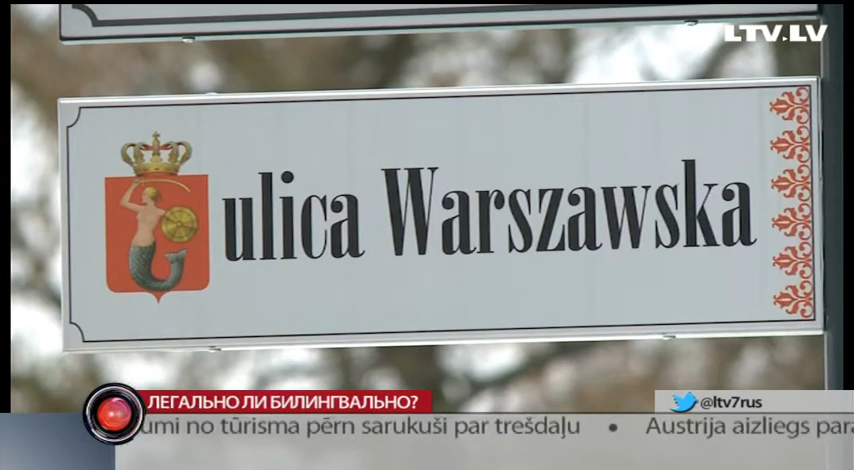 LTV.LV
ulica Warszawska
ЛЕГАЛЬНО ЛИ БИЛИНГВАЛЬНО?
@ltv7rus
no tūrisma pērn sarukuši par trešdaļu • Austrija aizliegs